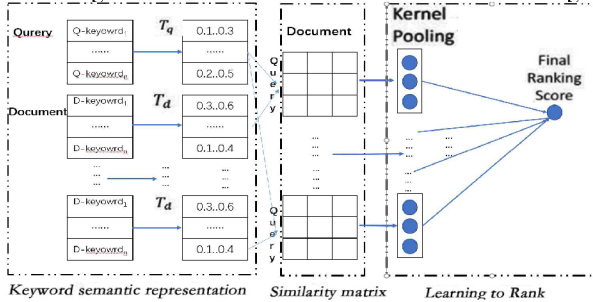 Qurery
Q-keyowrd₁
......
Q-keyowrdₙ
Tq
0.1..0.3
......
0.2..0.5
Document
D-keyowrd₁
......
D-keyowrdₙ
Td
0.3..0.6
......
0.1..0.4
...
...
...
...
...
...
D-keyowrd₁
......
D-keyowrdₙ
Td
0.3..0.6
......
0.1..0.4
Keyword semantic representation
Document
Query
...
...
...
...
Query
Similarity matrix
Kernel
Pooling
...
...
...
...
...
Final
Ranking
Score
Learning to Rank